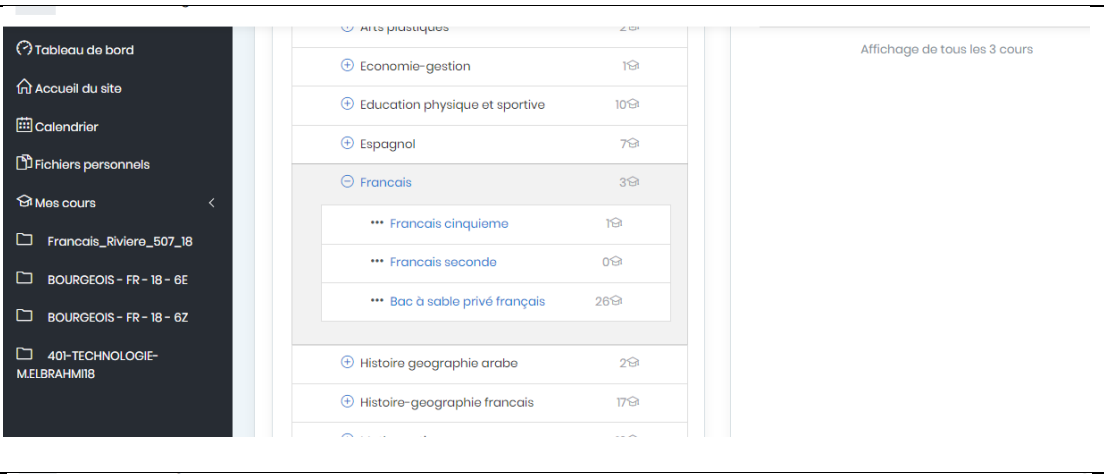 Tableau de bord
Accueil du site
Calendrier
Fichiers personnels
Mes cours
Francais_Riviere_507_18
BOURGEOIS - FR - 18 - 6E
BOURGEOIS - FR - 18 - 6Z
401-TECHNOLOGIE-
M.ELBRAHMI18
Arts plastiques 2
Economie-gestion 1
Education physique et sportive 10
Espagnol 7
Francais 3
Francais cinquieme 1
Francais seconde 0
Bac à sable privé français 26
Histoire geographie arabe 2
Histoire-geographie francais 17
Affichage de tous les 3 cours